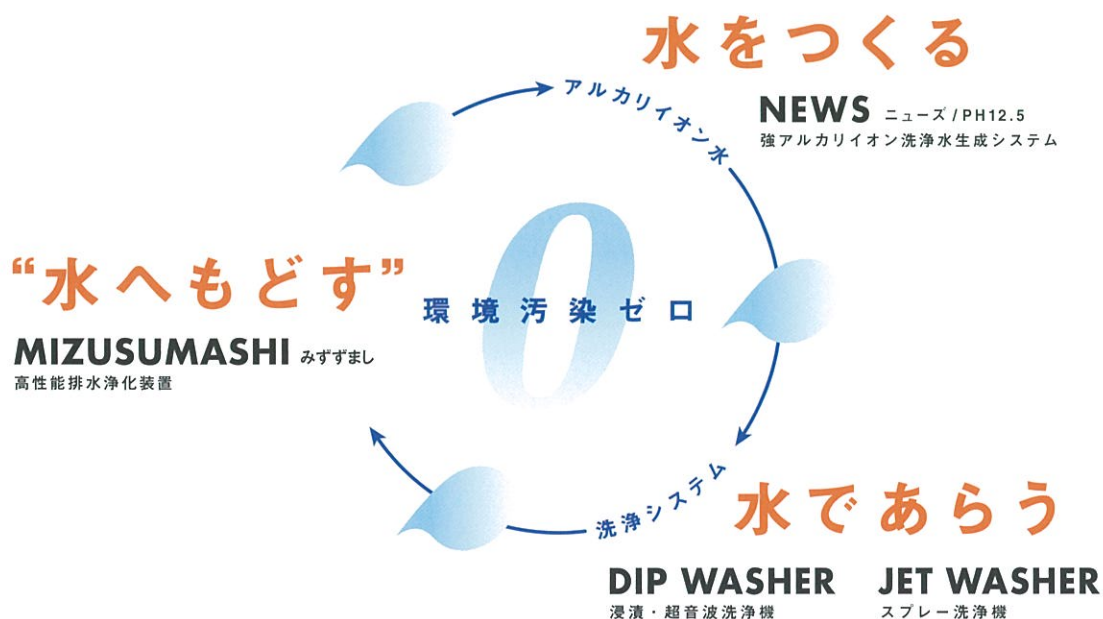 水をつくる
NEWS ニューズ/PH12.5
強アルカリイオン洗浄水生成システム
アルカリイオン水
“水へもどす”
MIZUSUMASHI みずずまし
高性能排水浄化装置
0
環境汚染ゼロ
洗浄システム
水であらう
DIP WASHER
浸漬・超音波洗浄機
JET WASHER
スプレー洗浄機